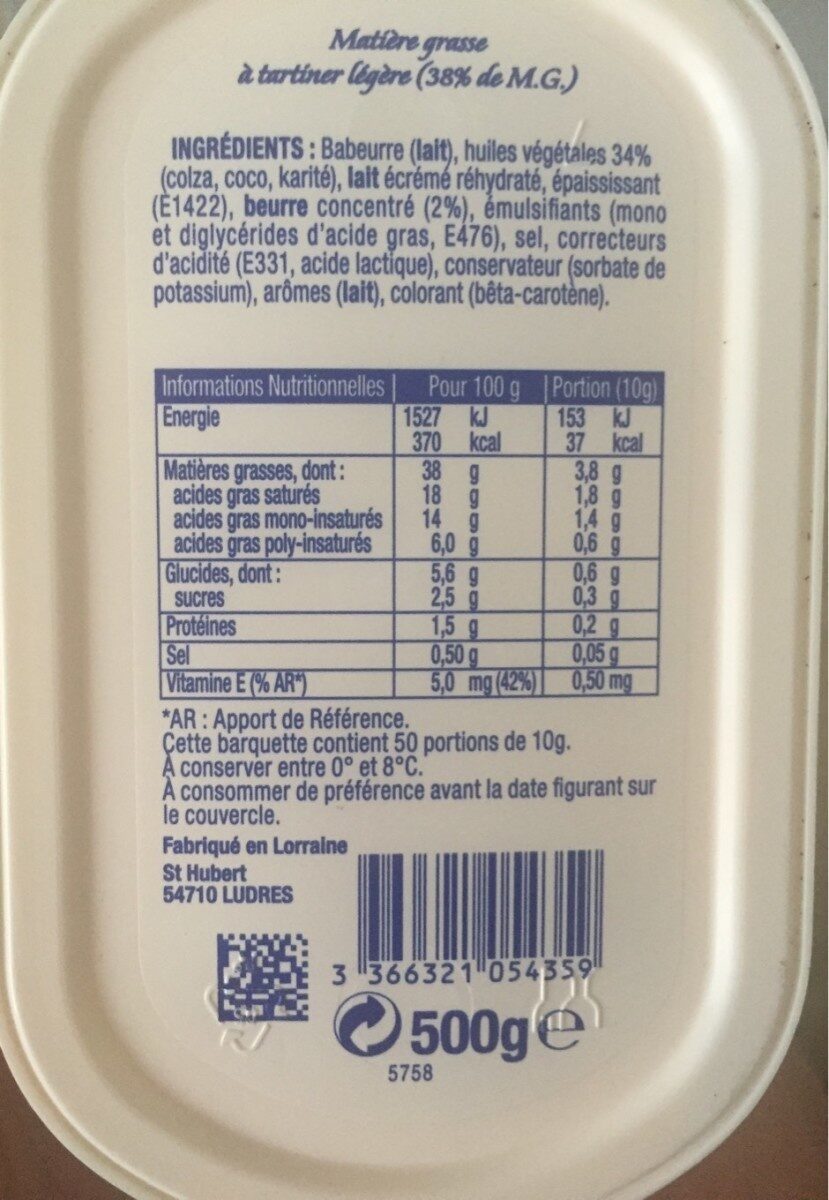 Matière grasse
à tartiner légère (38% de M.G.)
INGRÉDIENTS : Babeurre (lait), huiles végétales 34%
(colza, coco, karité), lait écrémé réhydraté, épaississant
(E1422), beurre concentré (2%), émulsifiants (mono
et diglycérides d'acide gras, E476), sel, correcteurs
d'acidité (E331, acide lactique), conservateur (sorbate de
potassium), arômes (lait), colorant (bêta-carotène).
Informations Nutritionnelles Pour 100 g Portion (10g)
Energie 1527 kJ 153 kJ
370 kcal 37 kcal
Matières grasses, dont : 38 g 3,8 g
acides gras saturés 18 g 1,8 g
acides gras mono-insaturés 14 g 1,4 g
acides gras poly-insaturés 6,0 g 0,6 g
Glucides, dont : 5,6 g 0,6 g
sucres 2,5 g 0,3 g
Protéines 1,5 g 0,2 g
Sel 0,50 g 0,05 g
Vitamine E (% AR*) 5,0 mg (42%) 0,50 mg
*AR : Apport de Référence.
Cette barquette contient 50 portions de 10g.
À conserver entre 0° et 8°C.
À consommer de préférence avant la date figurant sur
le couvercle.
Fabriqué en Lorraine
St Hubert
54710 LUDRES
3 366321 054359
500g e
5758